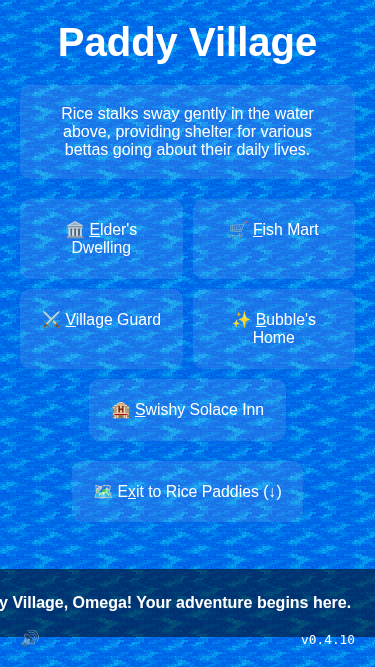 Paddy Village
Rice stalks sway gently in the water
above, providing shelter for various
bettas going about their daily lives.
🏛️ Elder's
Dwelling
🛒 Fish Mart
⚔️ Village Guard
✨ Bubble's
Home
🏨 Swishy Solace Inn
🗺️ Exit to Rice Paddies (↓)
y Village, Omega! Your adventure begins here.
🔊
v0.4.10